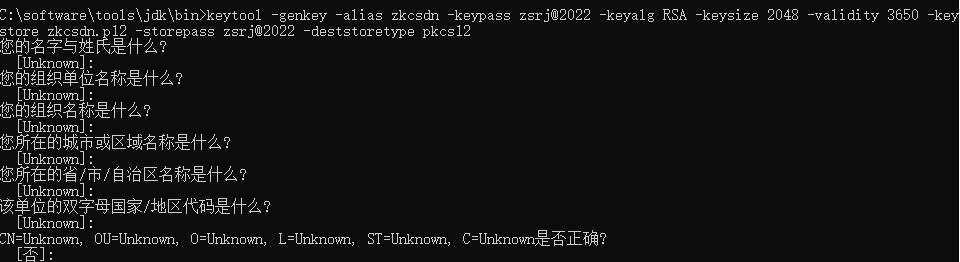 C:\software\tools\jdk\bin>keytool -genkey -alias zkcsdn -keypass zsrj@2022 -keyalg RSA -keysize 2048 -validity 3650 -key
store zkcsdn.p12 -storepass zsrj@2022 -deststoretype pkcs12
您的名字与姓氏是什么?
[Unknown]:
您的组织单位名称是什么?
[Unknown]:
您的组织名称是什么?
[Unknown]:
您所在的城市或区域名称是什么?
[Unknown]:
您所在的省/市/自治区名称是什么?
[Unknown]:
该单位的双字母国家/地区代码是什么?
[Unknown]:
CN=Unknown, OU=Unknown, O=Unknown, L=Unknown, ST=Unknown, C=Unknown是否正确?
[否]: